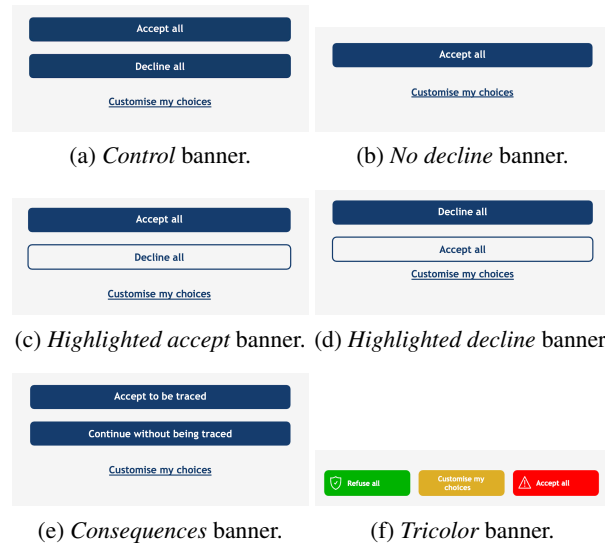 Accept all
Decline all
Customise my choices
(a) Control banner.
Accept all
Customise my choices
(b) No decline banner.
Accept all
Decline all
Customise my choices
(c) Highlighted accept banner.
Decline all
Accept all
Customise my choices
(d) Highlighted decline banner
Accept to be traced
Continue without being traced
Customise my choices
(e) Consequences banner.
Refuse all
Customise my
choices
Accept all
(f) Tricolor banner.